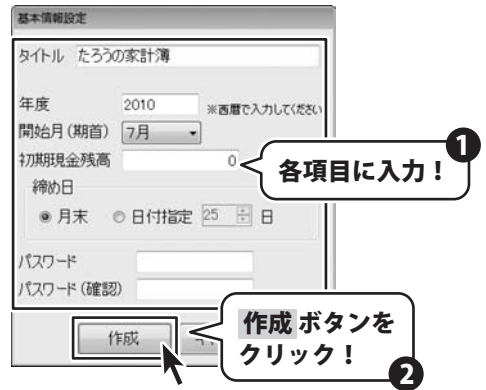 基本情報設定
タイトル たろうの家計簿
年度 2010 ※西暦で入力してください
開始月(期首) 7月
初期現金残高 0
❶
各項目に入力!
締め日
月末 日付指定 25 日
パスワード
パスワード(確認)
作成
作成 ボタンを
クリック!
❷